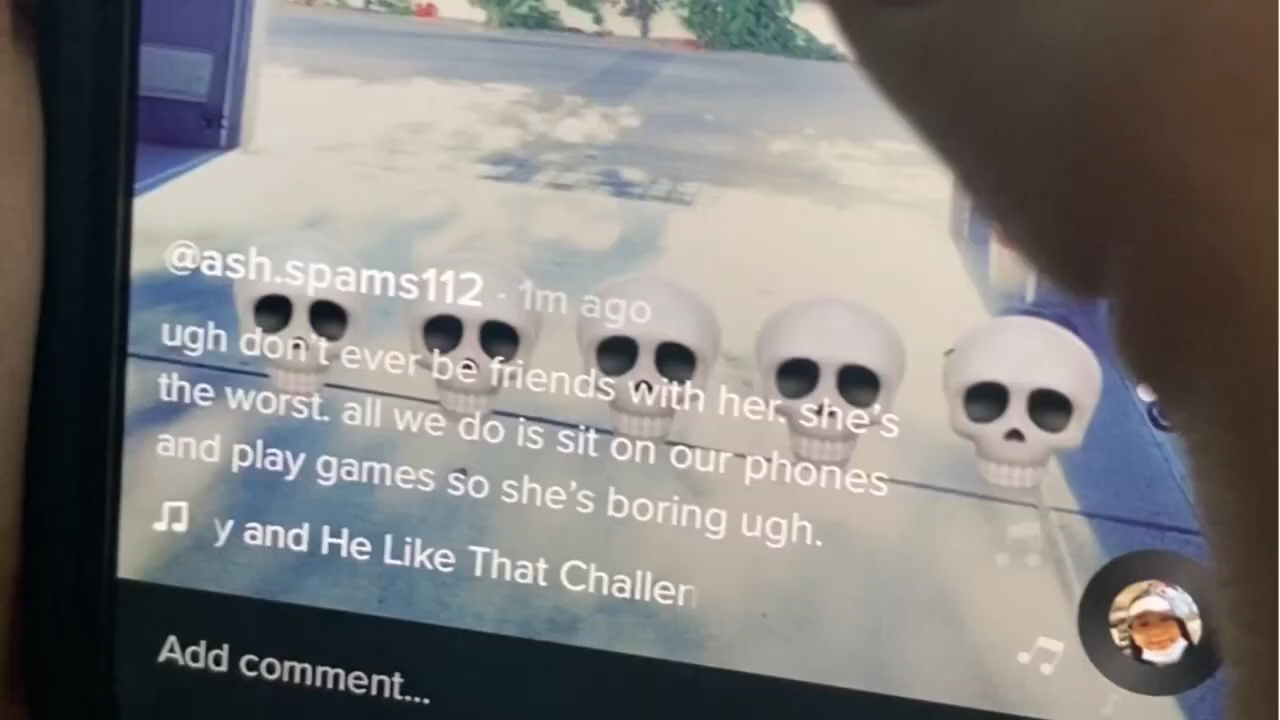 @ash.spams112 · 1m ago
ugh don't ever be friends with her. she's
the worst. all we do is sit on our phones
and play games so she's boring ugh.
y and He Like That Challen
Add comment...